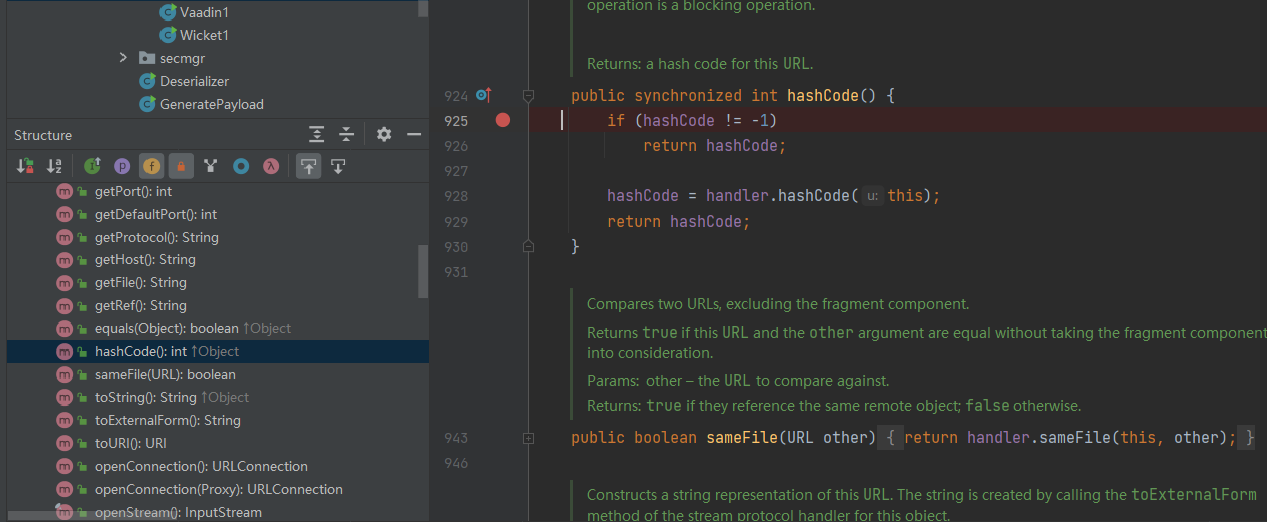 Vaadin1
Wicket1
secmgr
Deserializer
GeneratePayload
Structure
getPort(): int
getDefaultPort(): int
getProtocol(): String
getHost(): String
getFile(): String
getRef(): String
equals(Object): boolean ↑Object
hashCode(): int ↑Object
sameFile(URL): boolean
toString(): String ↑Object
toExternalForm(): String
toURI(): URI
openConnection(): URLConnection
openConnection(Proxy): URLConnection
openStream(): InputStream
operation is a blocking operation.
Returns: a hash code for this URL.
924 public synchronized int hashCode() {
925 if (hashCode != -1)
926 return hashCode;
927
928 hashCode = handler.hashCode( u: this);
929 return hashCode;
930 }
931
Compares two URLs, excluding the fragment component.
Returns true if this URL and the other argument are equal without taking the fragment component
into consideration.
Params: other – the URL to compare against.
Returns: true if they reference the same remote object; false otherwise.
943 public boolean sameFile(URL other) { return handler.sameFile(this, other); }
946
Constructs a string representation of this URL. The string is created by calling the toExternalForm
method of the stream protocol handler for this object.